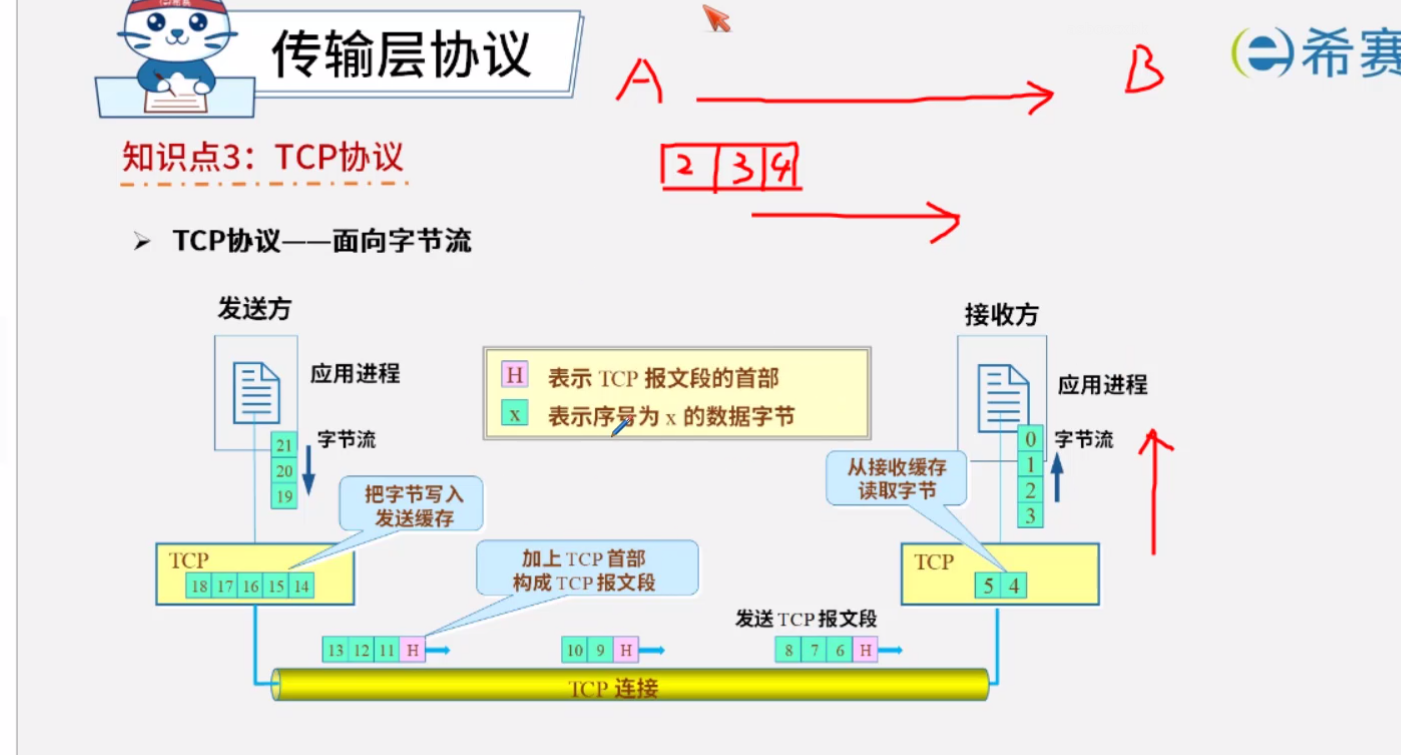 传输层协议
A
B
希赛
知识点3：TCP协议
2 3 4
➢ TCP协议——面向字节流
发送方
接收方
应用进程
H 表示 TCP 报文段的首部
x 表示序号为 x 的数据字节
应用进程
21
20
19
字节流
0
1
2
3
字节流
把字节写入
发送缓存
从接收缓存
读取字节
TCP
18 17 16 15 14
加上 TCP 首部
构成 TCP 报文段
TCP
5 4
发送 TCP 报文段
13 12 11 H
10 9 H
8 7 6 H
TCP 连接